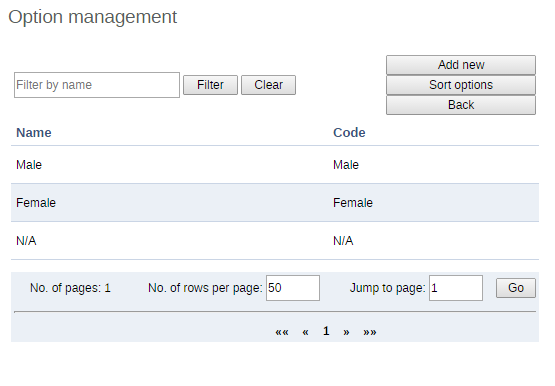 Option management
Add new
Filter by name Filter Clear Sort options
Back
Name Code
Male Male
Female Female
N/A N/A
No. of pages: 1 No. of rows per page: 50 Jump to page: 1 Go
«« « 1 » »»